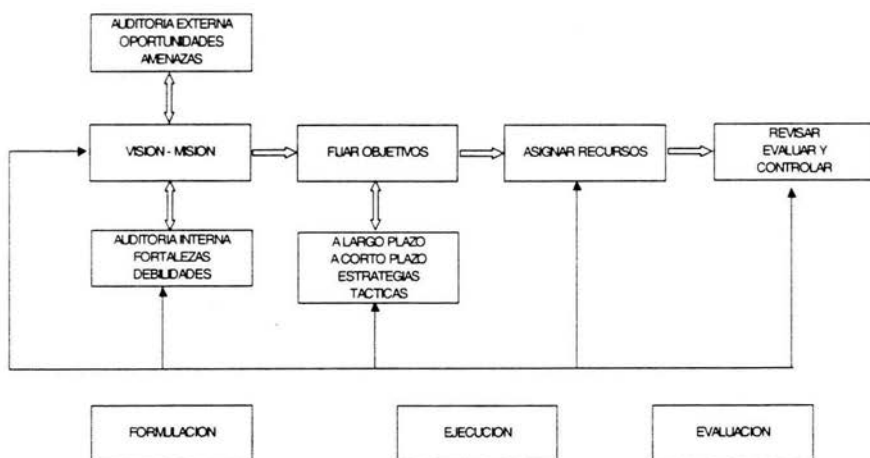 AUDITORIA EXTERNA
OPORTUNIDADES
AMENAZAS
VISION - MISION
FIJAR OBJETIVOS
ASIGNAR RECURSOS
REVISAR
EVALUAR Y
CONTROLAR
AUDITORIA INTERNA
FORTALEZAS
DEBILIDADES
A LARGO PLAZO
A CORTO PLAZO
ESTRATEGIAS
TACTICAS
FORMULACION
EJECUCION
EVALUACION